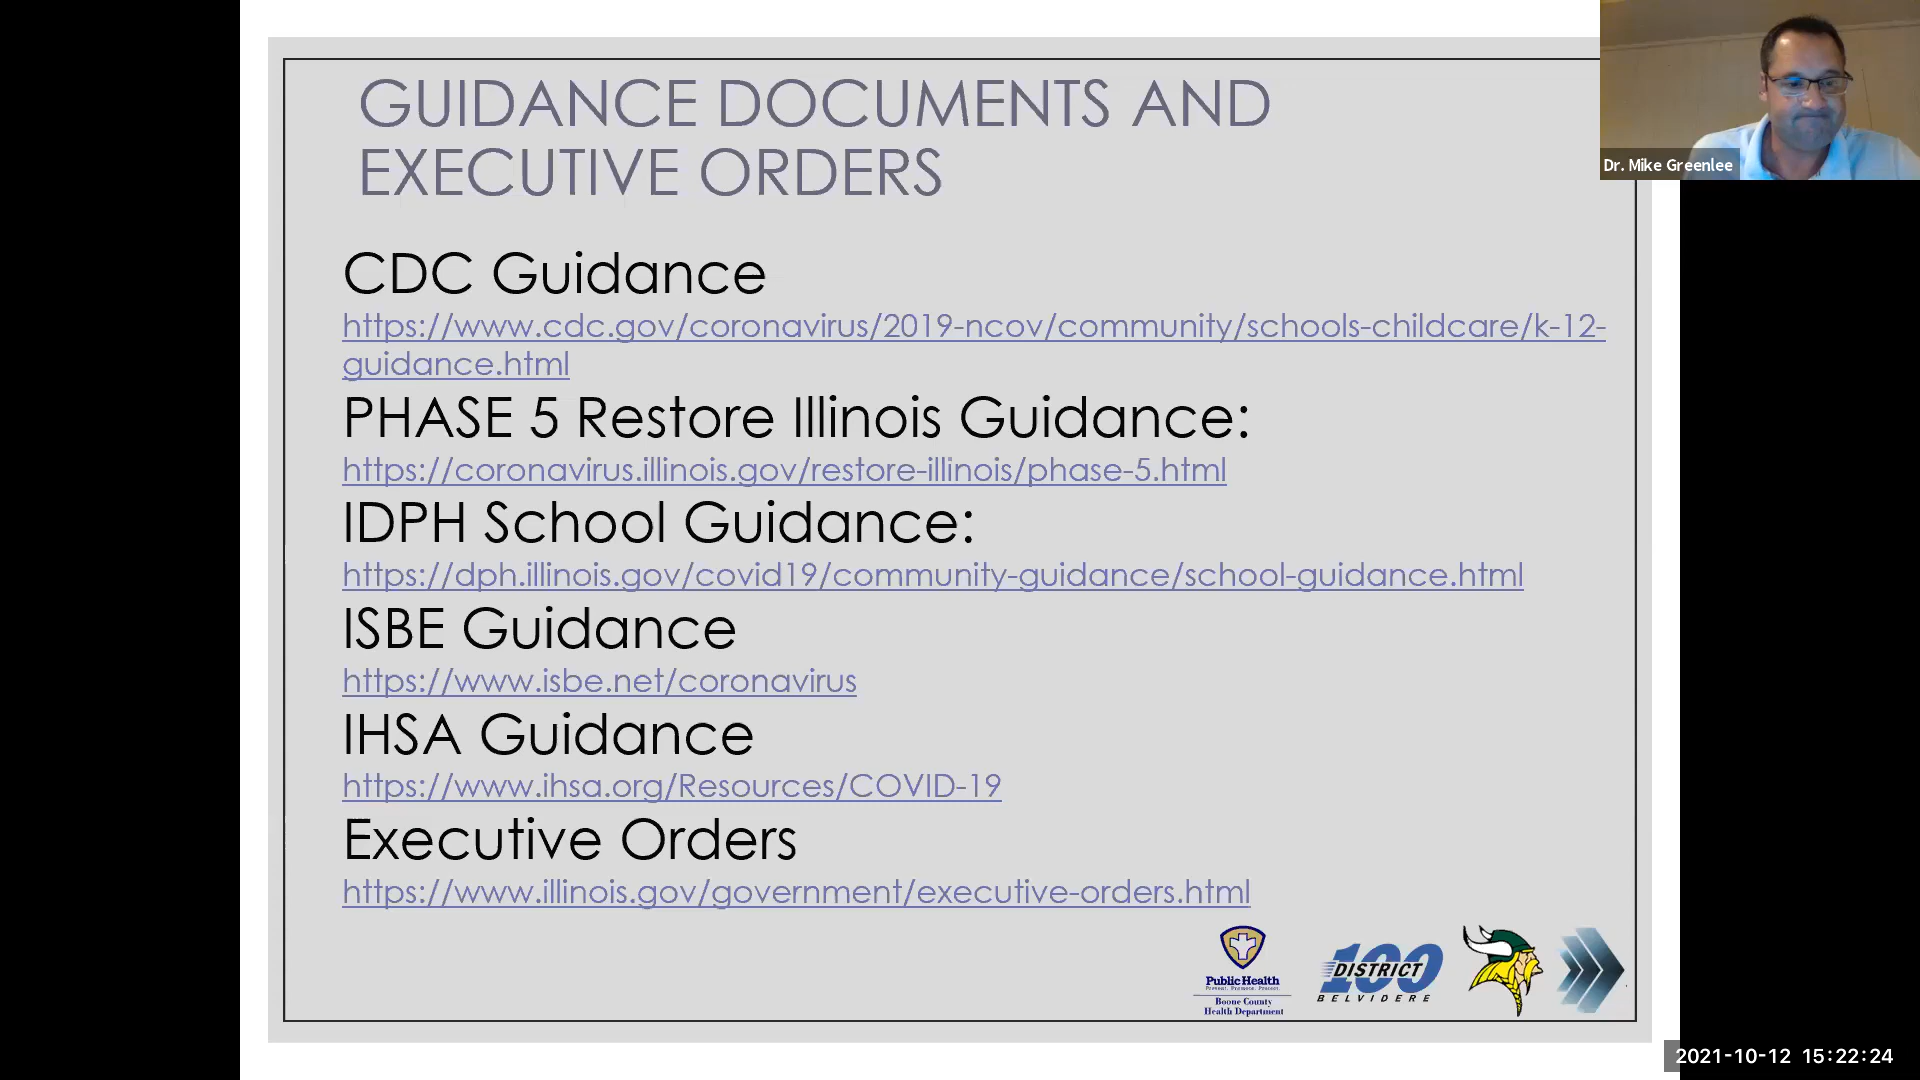 GUIDANCE DOCUMENTS AND
EXECUTIVE ORDERS
Dr. Mike Greenlee
CDC Guidance
https://www.cdc.gov/coronavirus/2019-ncov/community/schools-childcare/k-12-
guidance.html
PHASE 5 Restore Illinois Guidance:
https://coronavirus.illinois.gov/restore-illinois/phase-5.html
IDPH School Guidance:
https://dph.illinois.gov/covid19/community-guidance/school-guidance.html
ISBE Guidance
https://www.isbe.net/coronavirus
IHSA Guidance
https://www.ihsa.org/Resources/COVID-19
Executive Orders
https://www.illinois.gov/government/executive-orders.html
Public Health
Prevent. Promote. Protect.
Boone County
Health Department
100
DISTRICT
BELVIDERE
2021-10-12 15:22:24